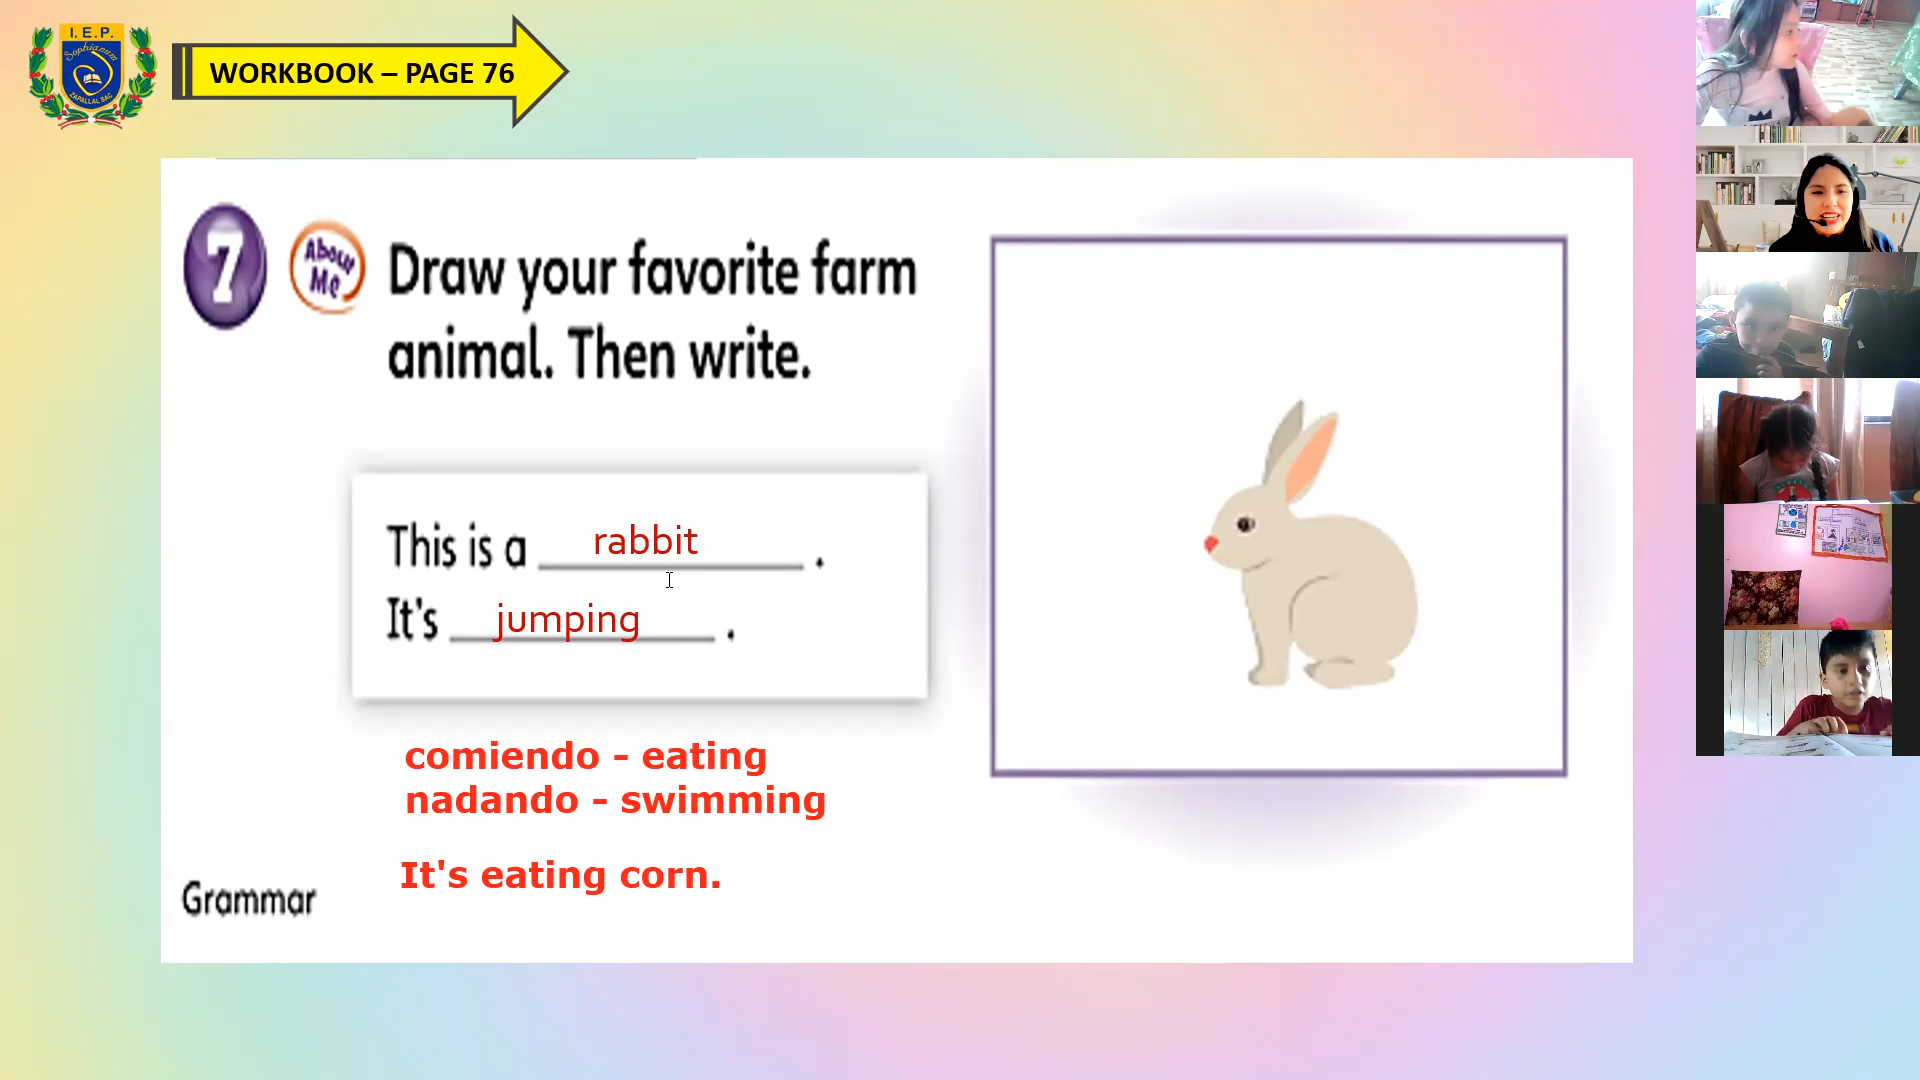 I.E.P.
Sophianum
ZAPALLAL SAC
WORKBOOK – PAGE 76
7
About
Me
Draw your favorite farm
animal. Then write.
This is a rabbit .
It's jumping .
comiendo - eating
nadando - swimming
It's eating corn.
Grammar